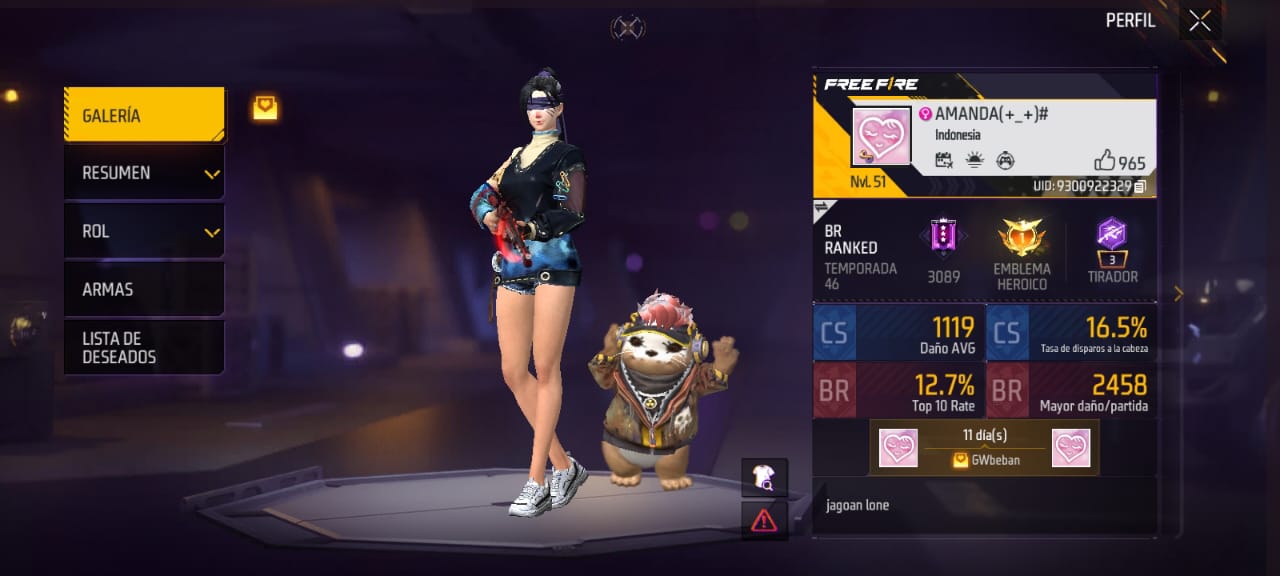 PERFIL
GALERÍA
RESUMEN
ROL
ARMAS
LISTA DE
DESEADOS
FREE FIRE
AMANDA(+_+)#
Indonesia
965
Nvl. 51
UID: 9300922329
BR
RANKED
TEMPORADA
46
3089
EMBLEMA
HEROICO
3
TIRADOR
CS
1119
Daño AVG
CS
16.5%
Tasa de disparos a la cabeza
BR
12.7%
Top 10 Rate
BR
2458
Mayor daño/partida
11 día(s)
GWbeban
jagoan lone